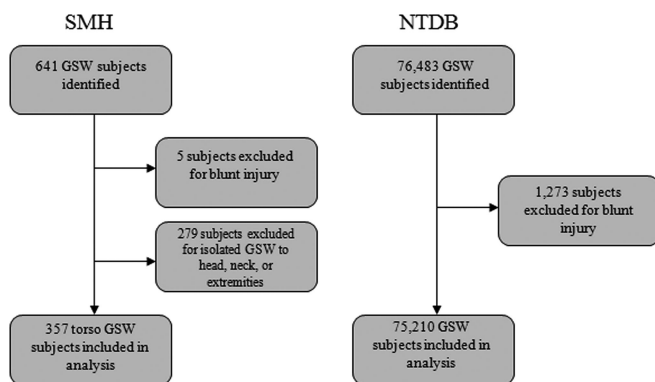 SMH
641 GSW subjects
identified
5 subjects excluded
for blunt injury
279 subjects excluded
for isolated GSW to
head, neck, or
extremities
357 torso GSW
subjects included in
analysis
NTDB
76,483 GSW
subjects identified
1,273 subjects
excluded for blunt
injury
75,210 GSW
subjects included in
analysis